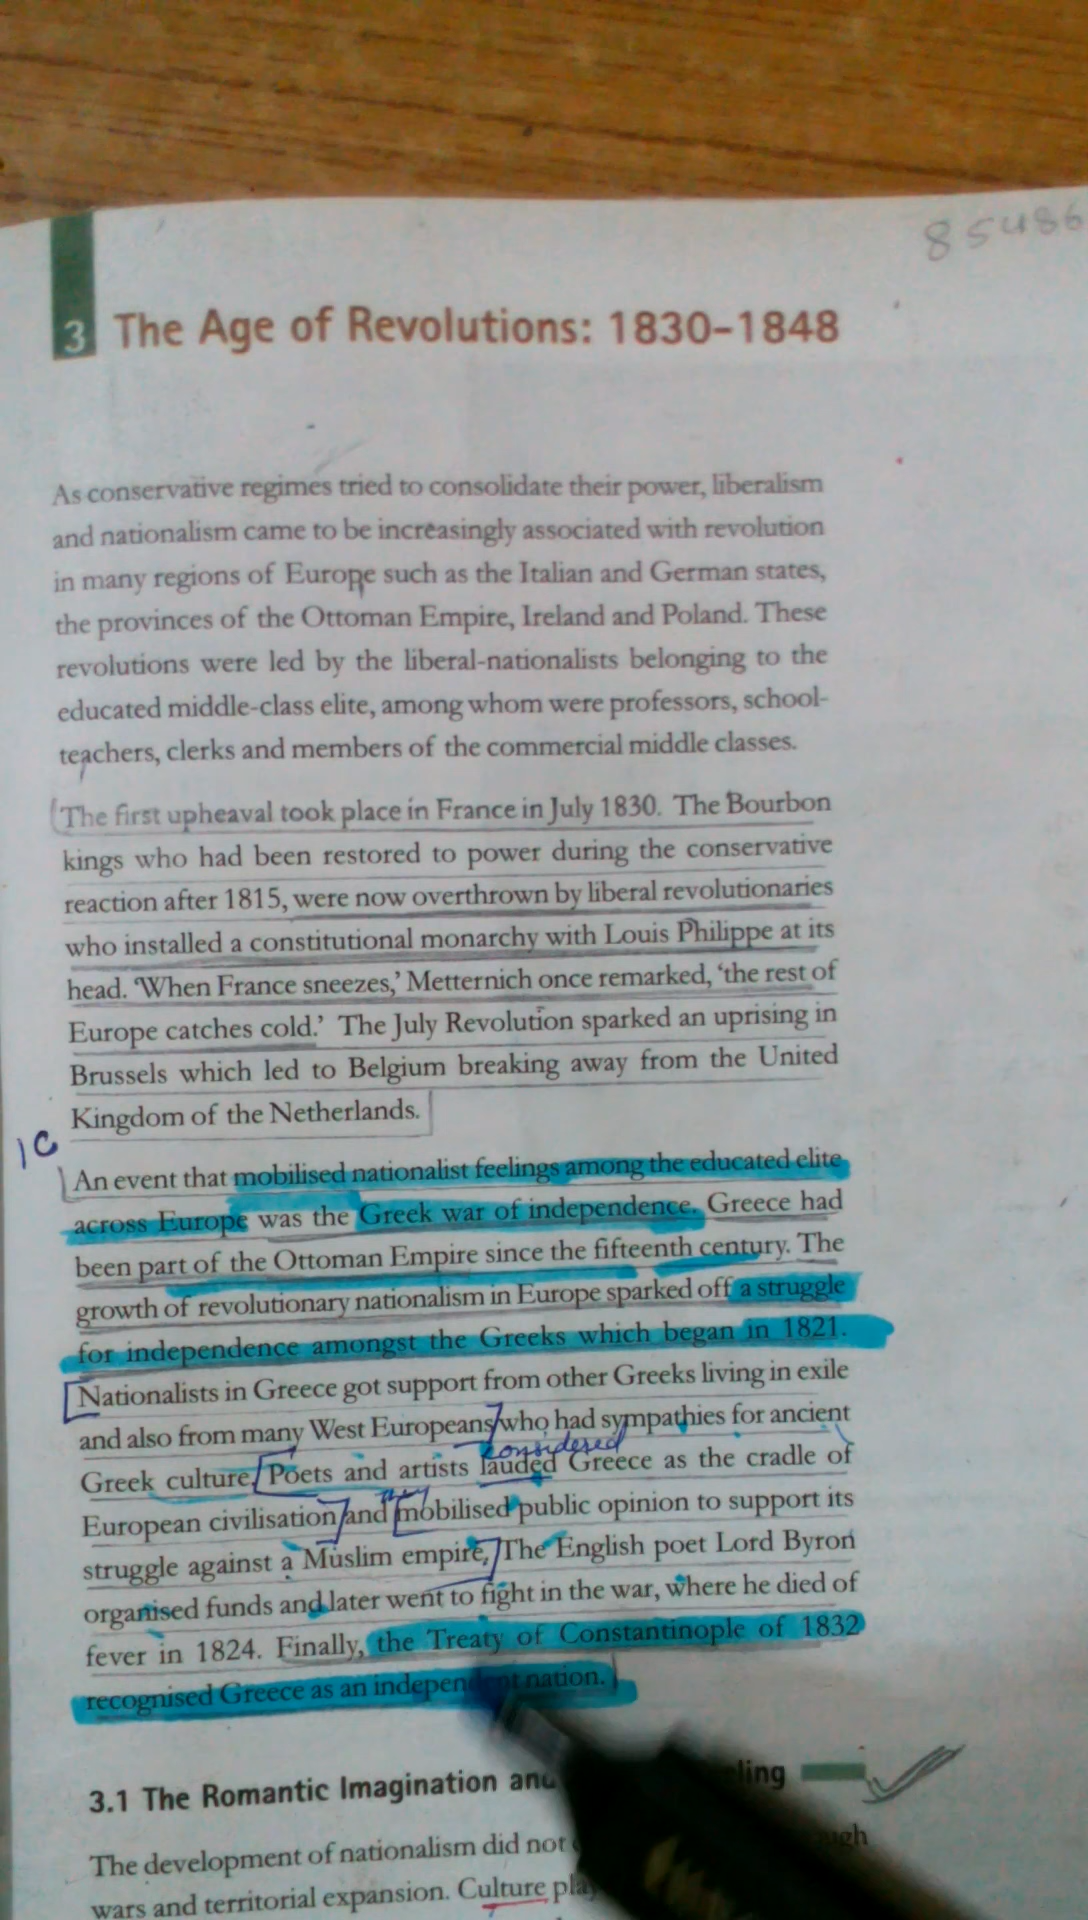 85486
3 The Age of Revolutions: 1830–1848
As conservative regimes tried to consolidate their power, liberalism
and nationalism came to be increasingly associated with revolution
in many regions of Europe such as the Italian and German states,
the provinces of the Ottoman Empire, Ireland and Poland. These
revolutions were led by the liberal-nationalists belonging to the
educated middle-class elite, among whom were professors, school-
teachers, clerks and members of the commercial middle classes.
The first upheaval took place in France in July 1830. The Bourbon
kings who had been restored to power during the conservative
reaction after 1815, were now overthrown by liberal revolutionaries
who installed a constitutional monarchy with Louis Philippe at its
head. ‘When France sneezes,’ Metternich once remarked, ‘the rest of
Europe catches cold.’ The July Revolution sparked an uprising in
Brussels which led to Belgium breaking away from the United
Kingdom of the Netherlands.
An event that mobilised nationalist feelings among the educated elite
across Europe was the Greek war of independence. Greece had
been part of the Ottoman Empire since the fifteenth century. The
growth of revolutionary nationalism in Europe sparked off a struggle
for independence amongst the Greeks which began in 1821.
Nationalists in Greece got support from other Greeks living in exile
and also from many West Europeans who had sympathies for ancient
considered
Greek culture. Poets and artists lauded Greece as the cradle of
they
European civilisation and mobilised public opinion to support its
struggle against a Muslim empire. The English poet Lord Byron
organised funds and later went to fight in the war, where he died of
fever in 1824. Finally, the Treaty of Constantinople of 1832
recognised Greece as an independent nation.
3.1 The Romantic Imagination and
The development of nationalism did not
wars and territorial expansion. Culture